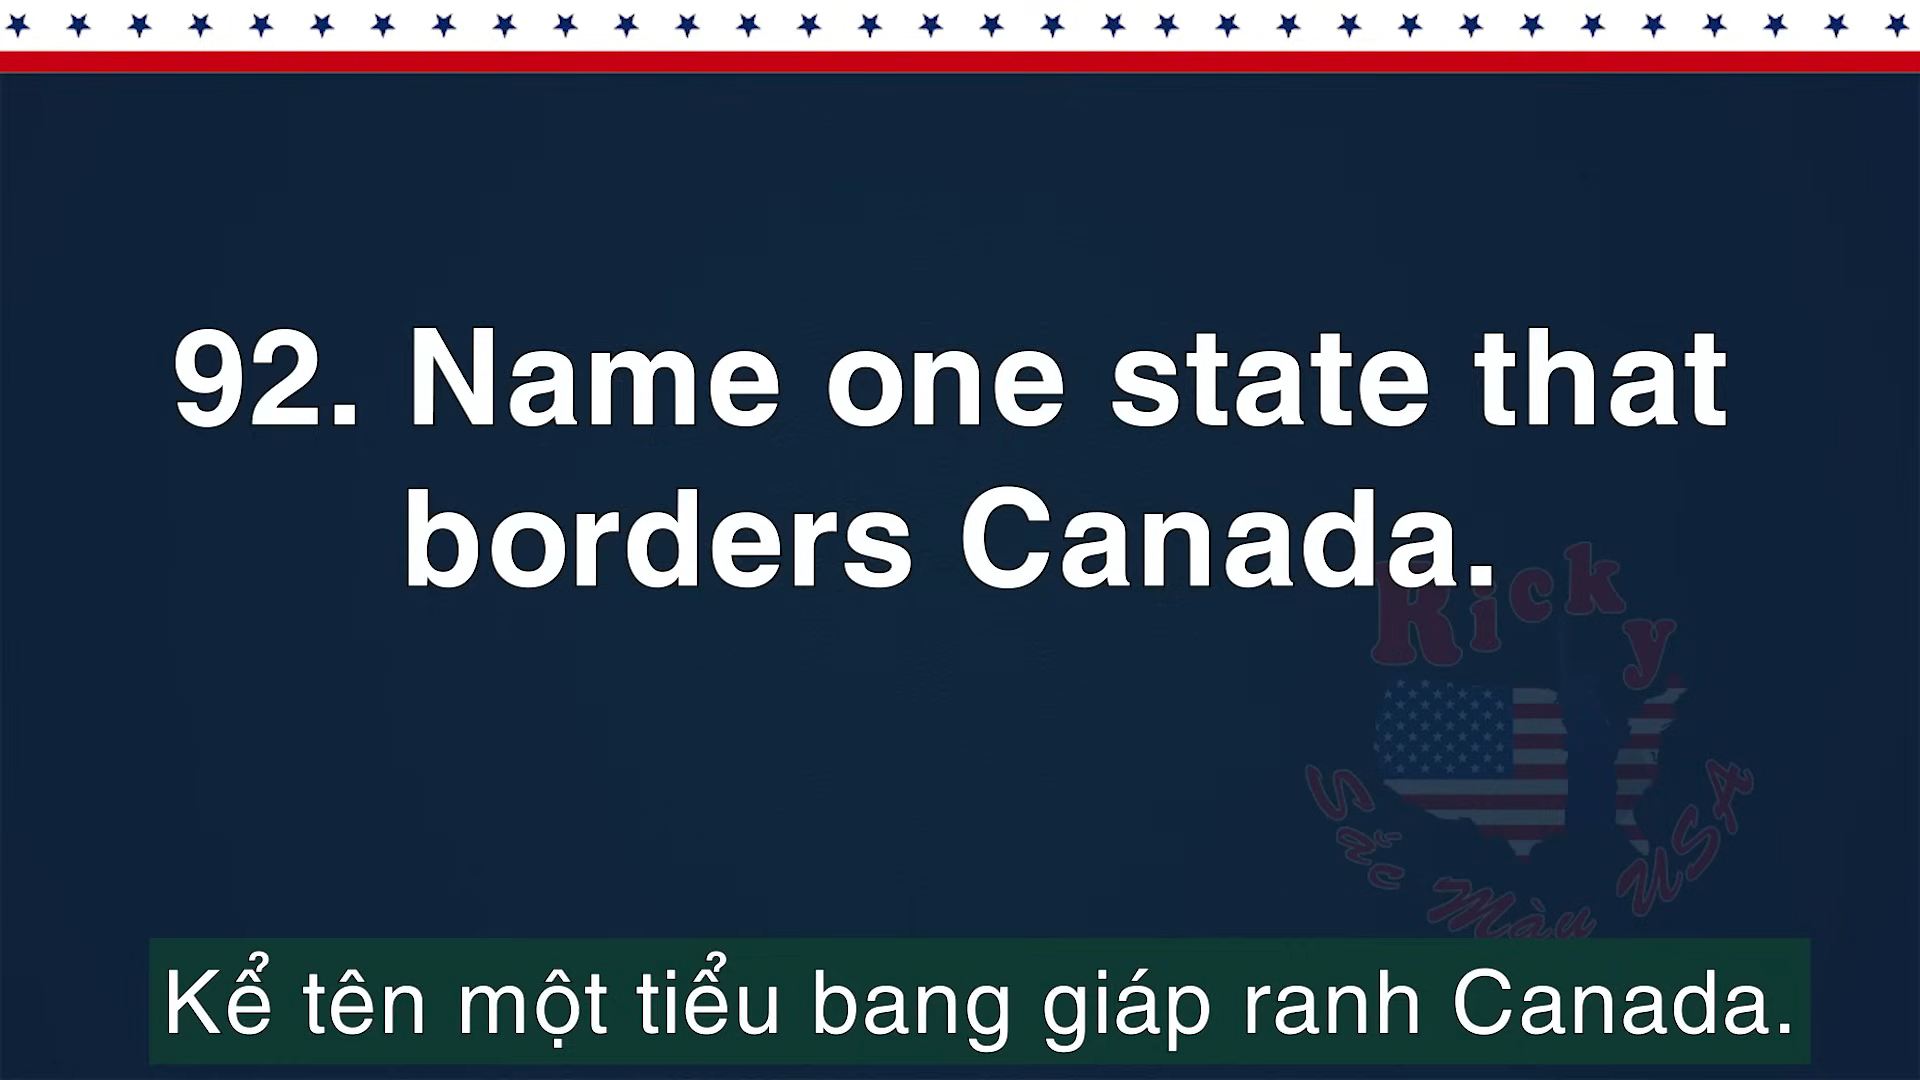 92. Name one state that
borders Canada.
Ricky
Sắc Màu USA
Kể tên một tiểu bang giáp ranh Canada.